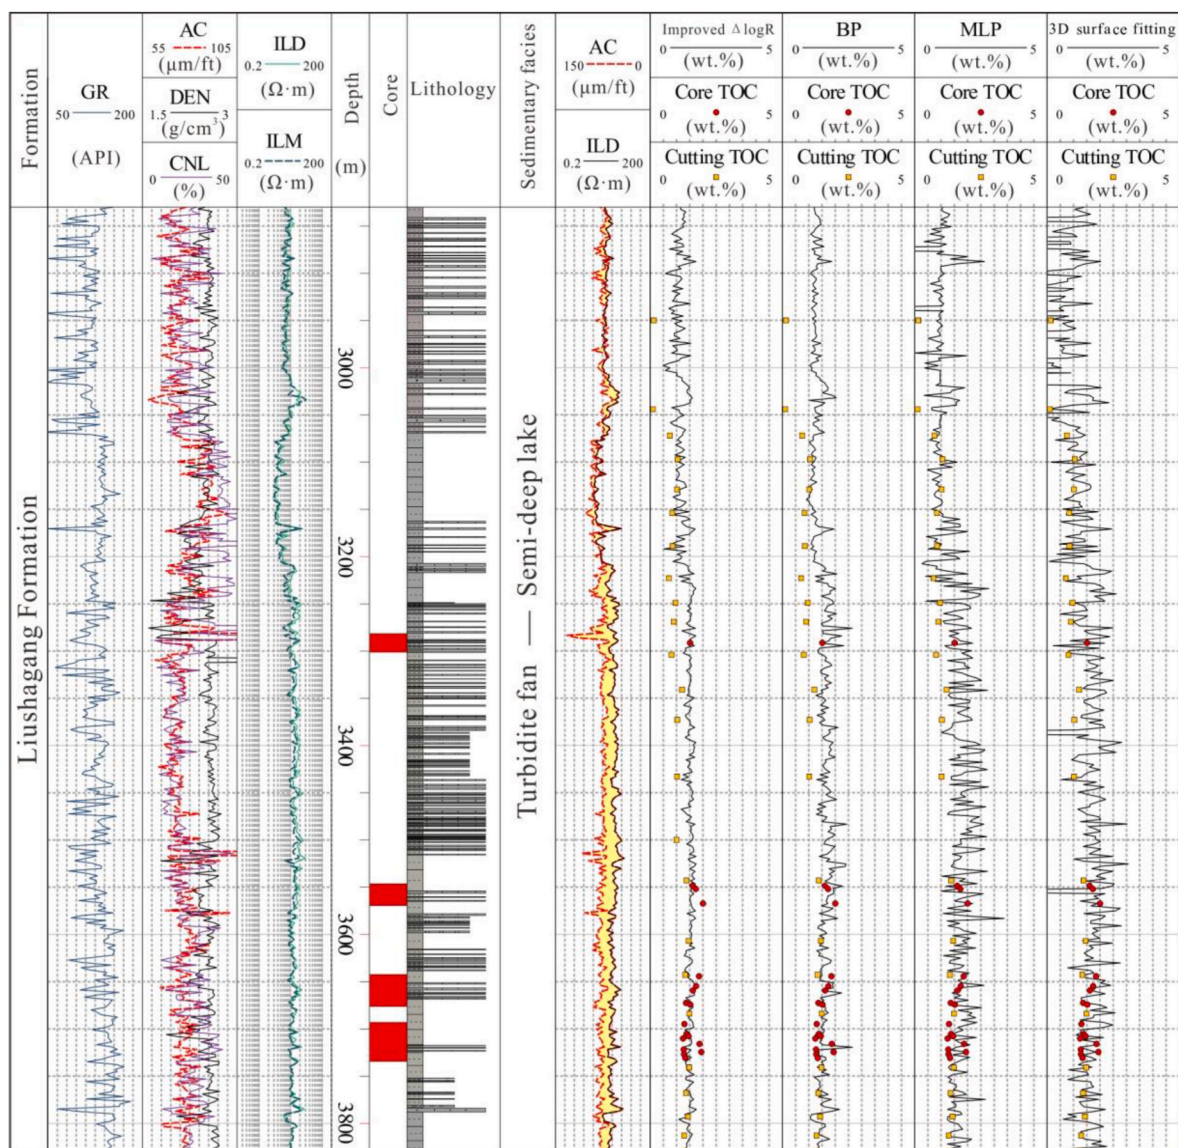 Formation
GR
50 200
(API)
AC
55 105
(μm/ft)
DEN
1.5 3
(g/cm³)
CNL
0 50
(%)
ILD
0.2 200
(Ω·m)
ILM
0.2 200
(Ω·m)
Depth
(m)
Core
Lithology
Sedimentary facies
AC
150 0
(μm/ft)
ILD
0.2 200
(Ω·m)
Improved ΔlogR
0 5
(wt.%)
Core TOC
0 5
(wt.%)
Cutting TOC
0 5
(wt.%)
BP
0 5
(wt.%)
Core TOC
0 5
(wt.%)
Cutting TOC
0 5
(wt.%)
MLP
0 5
(wt.%)
Core TOC
0 5
(wt.%)
Cutting TOC
0 5
(wt.%)
3D surface fitting
0 5
(wt.%)
Core TOC
0 5
(wt.%)
Cutting TOC
0 5
(wt.%)
Liushagang Formation
3000
3200
3400
3600
3800
Turbidite fan — Semi-deep lake